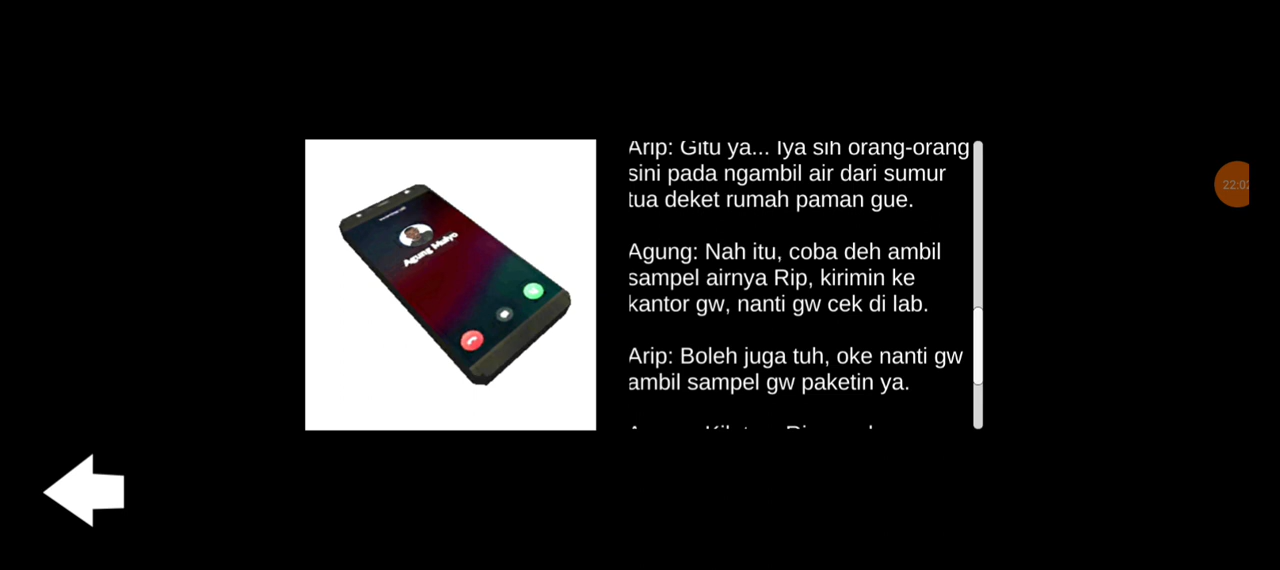 Arip: Gitu ya... Iya sih orang-orang
sini pada ngambil air dari sumur
tua deket rumah paman gue.
Agung: Nah itu, coba deh ambil
sampel airnya Rip, kirimin ke
kantor gw, nanti gw cek di lab.
Arip: Boleh juga tuh, oke nanti gw
ambil sampel gw paketin ya.
Agung Mulyo
22:02